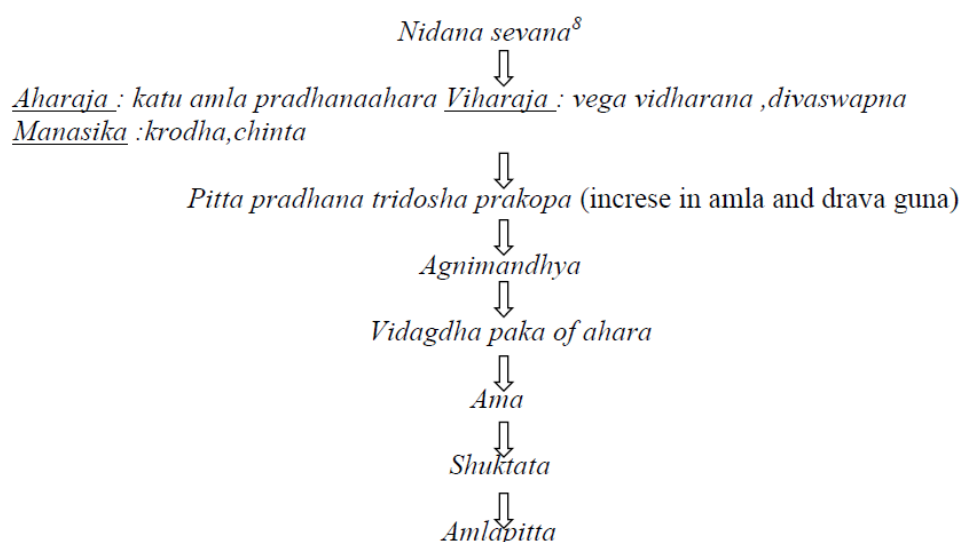 Nidana sevana8
Aharaja : katu amla pradhanaahara Viharaja : vega vidharana ,divaswapna
Manasika :krodha,chinta
Pitta pradhana tridosha prakopa (increse in amla and drava guna)
Agnimandhya
Vidagdha paka of ahara
Ama
Shuktata
Amlapitta